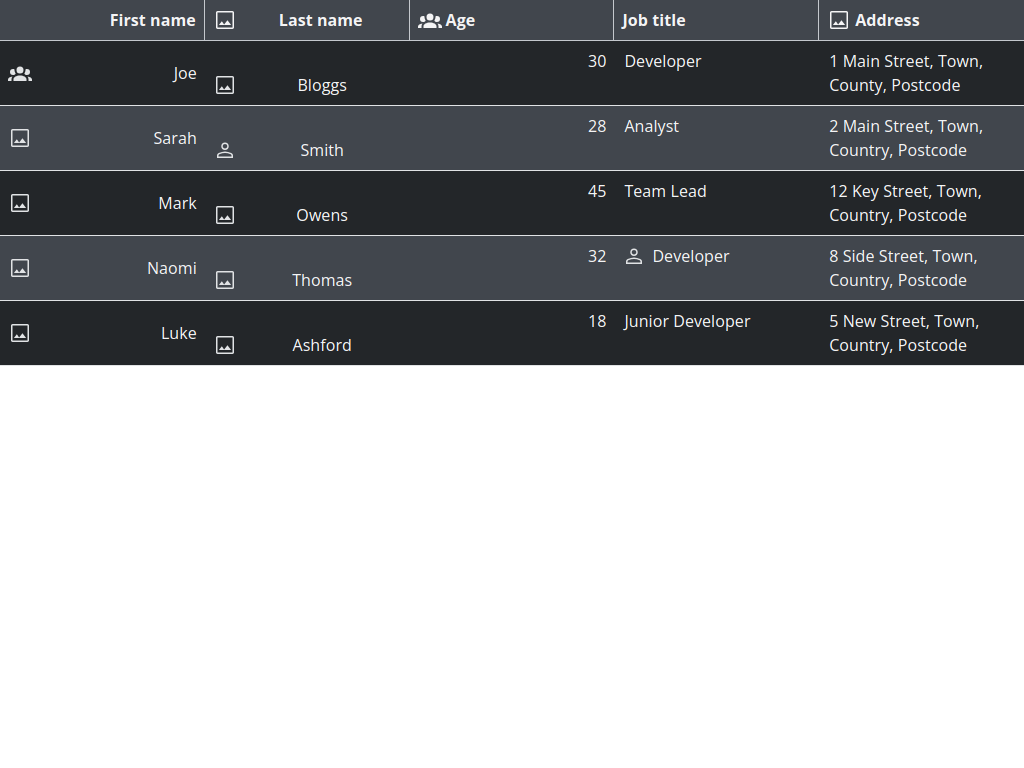 First name Last name Age Job title Address
Joe Bloggs 30 Developer 1 Main Street, Town,
County, Postcode
Sarah Smith 28 Analyst 2 Main Street, Town,
Country, Postcode
Mark Owens 45 Team Lead 12 Key Street, Town,
Country, Postcode
Naomi Thomas 32 Developer 8 Side Street, Town,
Country, Postcode
Luke Ashford 18 Junior Developer 5 New Street, Town,
Country, Postcode